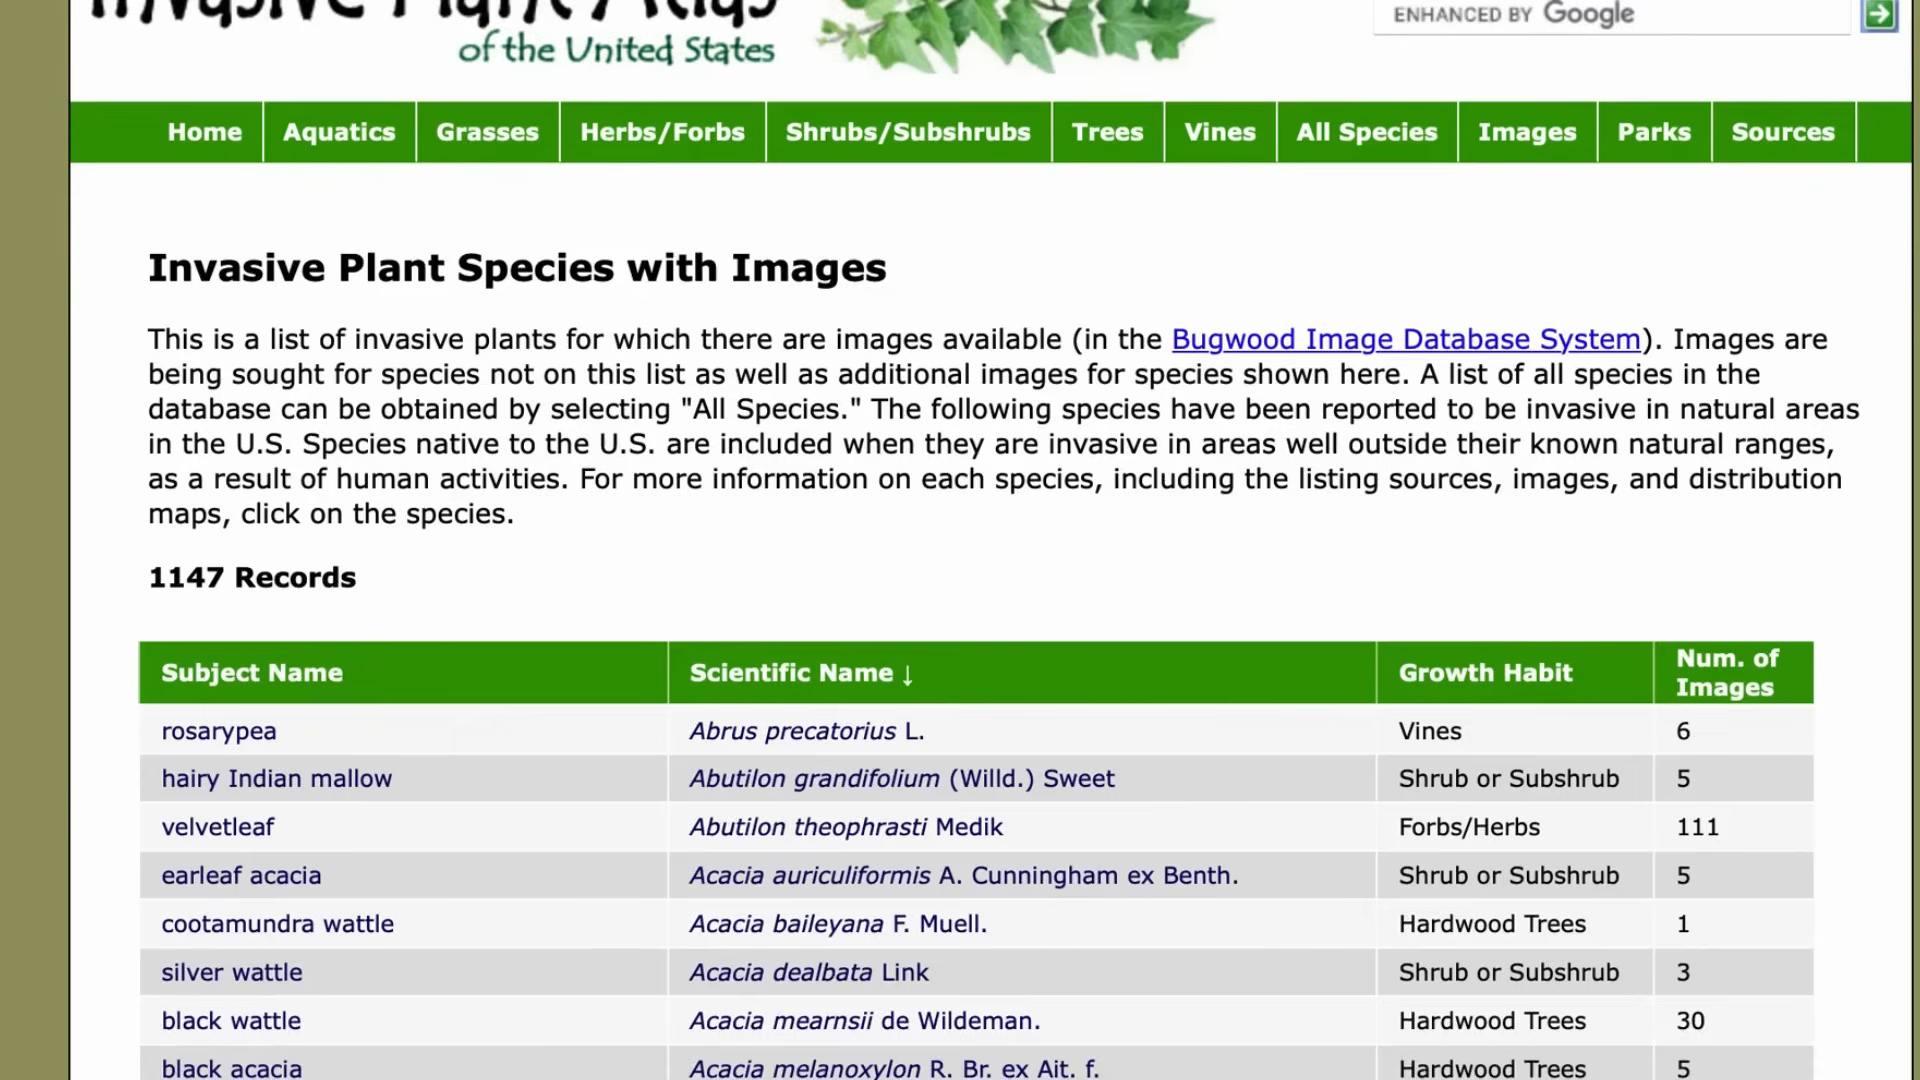 Invasive Plant Atlas
of the United States
ENHANCED BY Google
Home Aquatics Grasses Herbs/Forbs Shrubs/Subshrubs Trees Vines All Species Images Parks Sources
Invasive Plant Species with Images
This is a list of invasive plants for which there are images available (in the Bugwood Image Database System). Images are
being sought for species not on this list as well as additional images for species shown here. A list of all species in the
database can be obtained by selecting "All Species." The following species have been reported to be invasive in natural areas
in the U.S. Species native to the U.S. are included when they are invasive in areas well outside their known natural ranges,
as a result of human activities. For more information on each species, including the listing sources, images, and distribution
maps, click on the species.
1147 Records
Subject Name Scientific Name ↓ Growth Habit Num. of
Images
rosarypea Abrus precatorius L. Vines 6
hairy Indian mallow Abutilon grandifolium (Willd.) Sweet Shrub or Subshrub 5
velvetleaf Abutilon theophrasti Medik Forbs/Herbs 111
earleaf acacia Acacia auriculiformis A. Cunningham ex Benth. Shrub or Subshrub 5
cootamundra wattle Acacia baileyana F. Muell. Hardwood Trees 1
silver wattle Acacia dealbata Link Shrub or Subshrub 3
black wattle Acacia mearnsii de Wildeman. Hardwood Trees 30
black acacia Acacia melanoxylon R. Br. ex Ait. f. Hardwood Trees 5